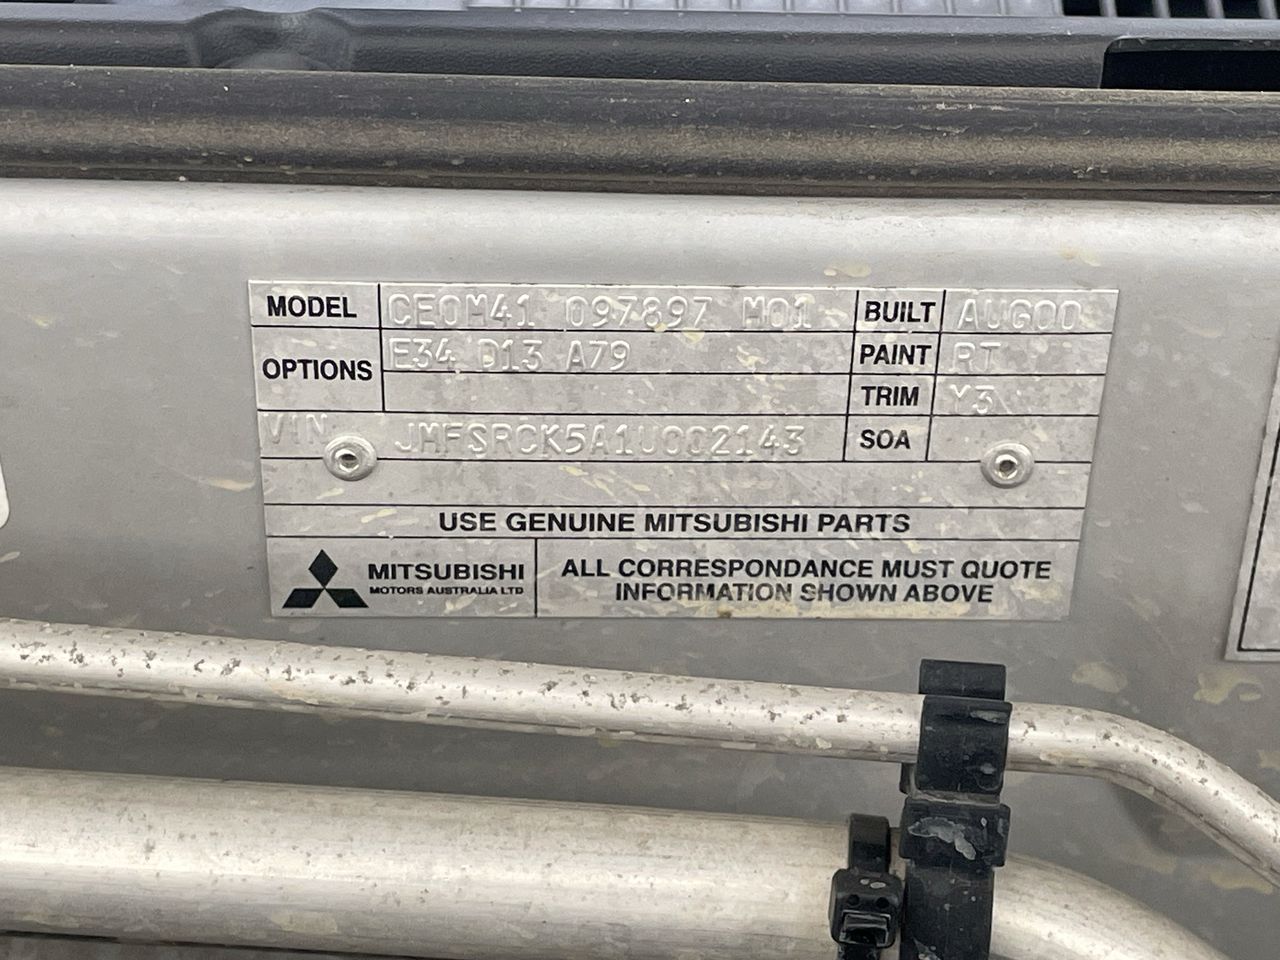 MODEL CE0M41 097897 M01 BUILT AUG00
OPTIONS E34 D13 A79 PAINT RT
TRIM Y3
VIN JMFSRCK5A1U002143 SOA
USE GENUINE MITSUBISHI PARTS
MITSUBISHI
MOTORS AUSTRALIA LTD
ALL CORRESPONDANCE MUST QUOTE
INFORMATION SHOWN ABOVE